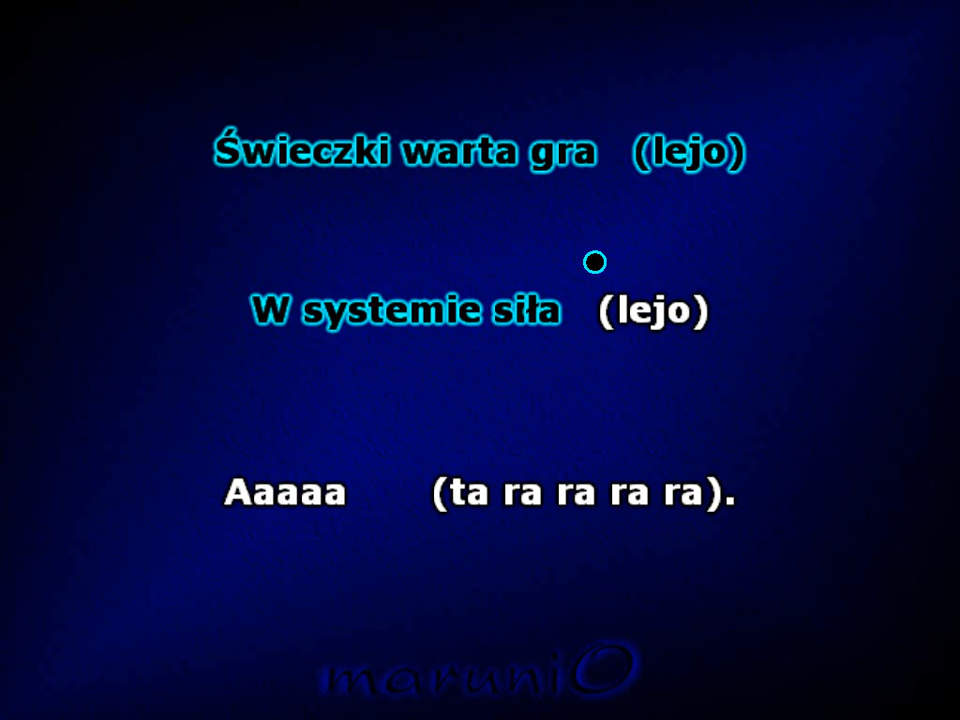 Świeczki warta gra (lejo)
W systemie siła (lejo)
Aaaaa (ta ra ra ra ra).
maruniO